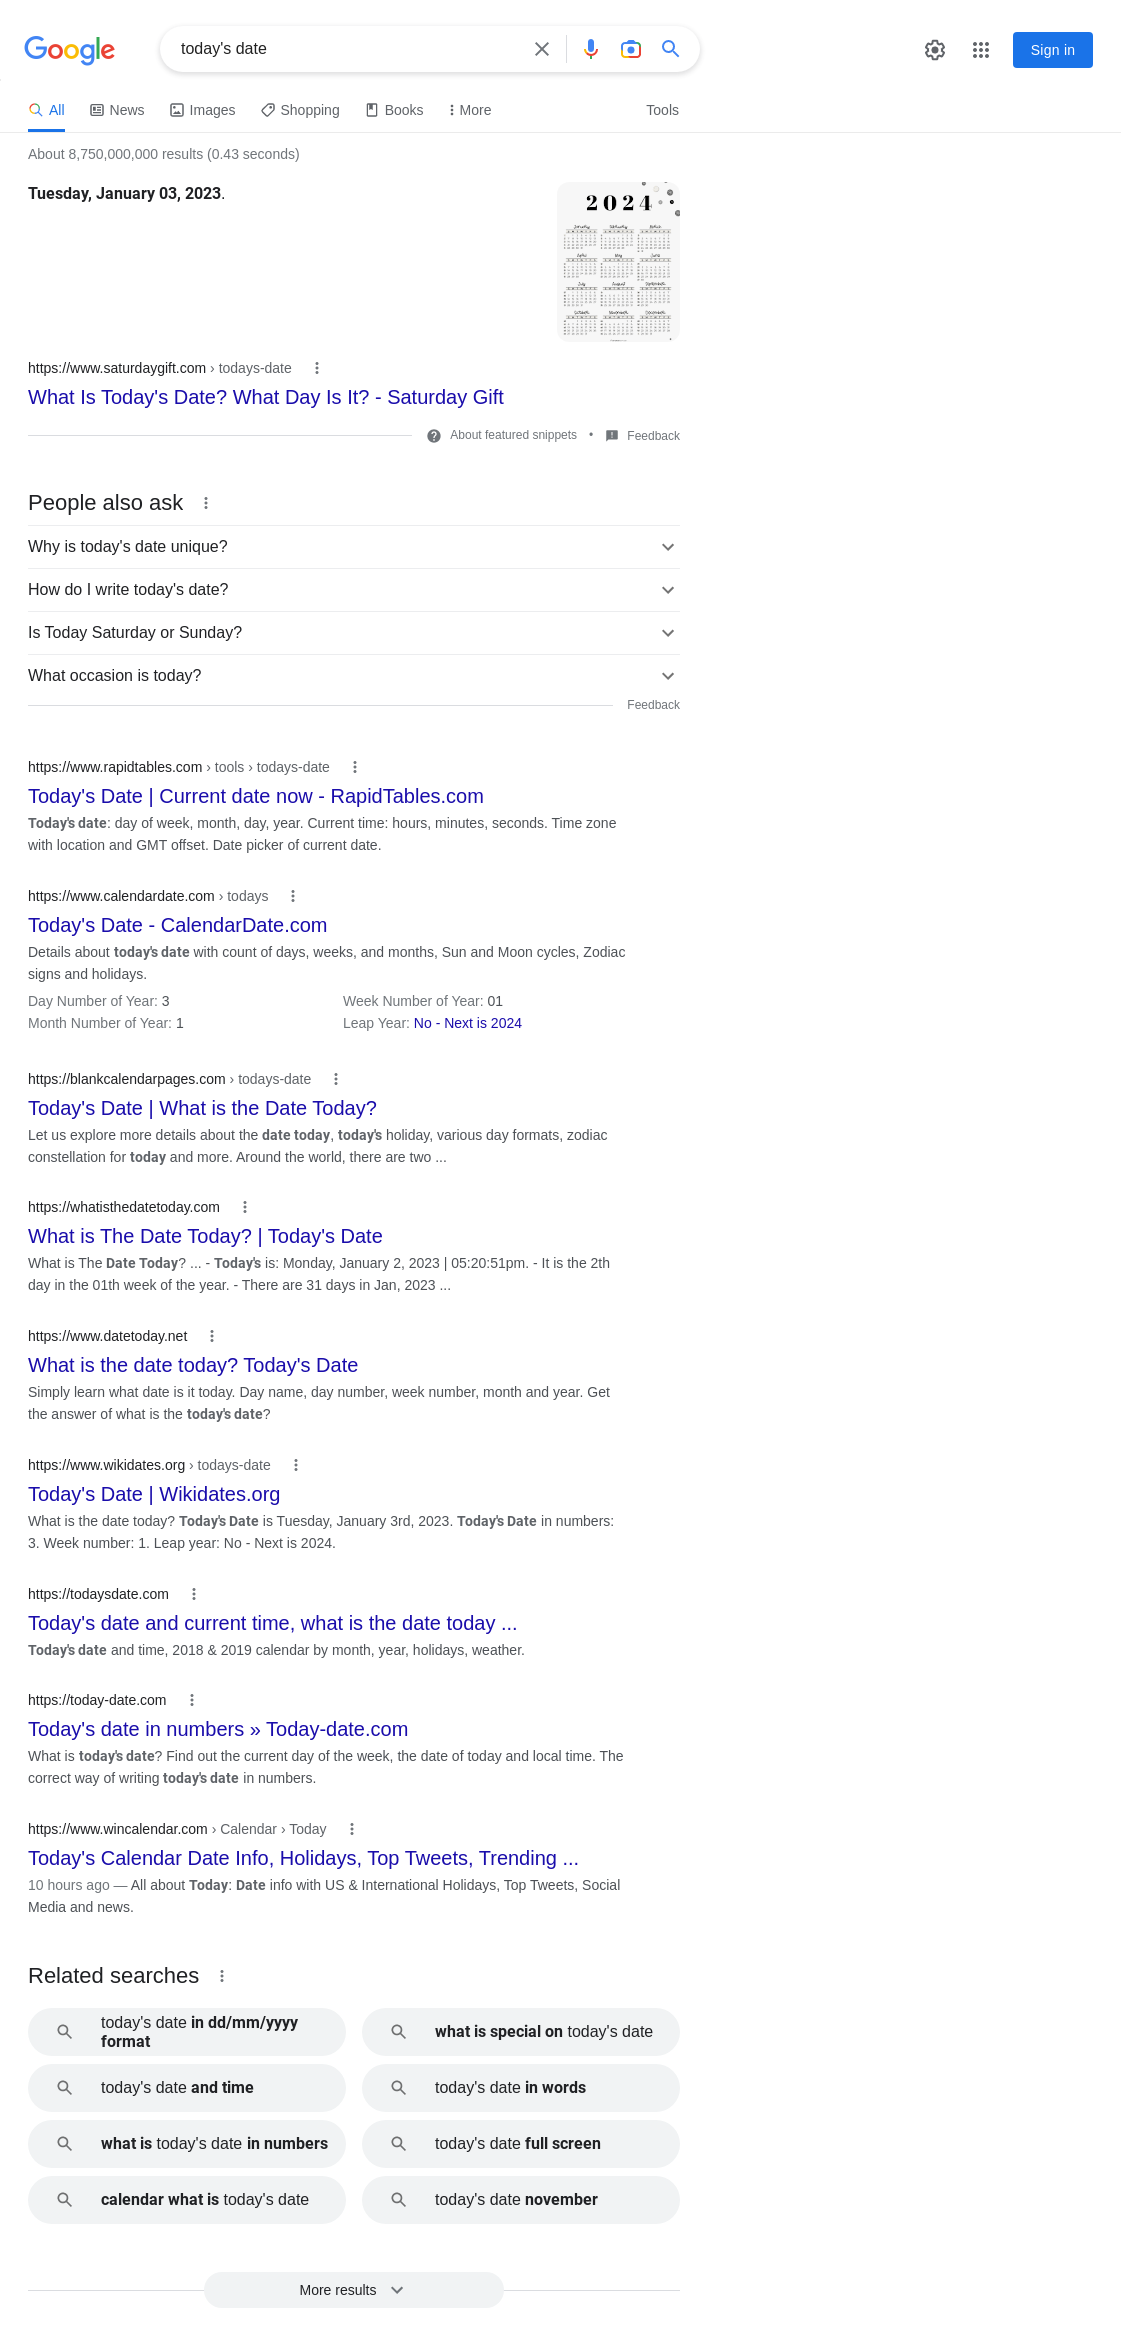 Google
today's date
Sign in
All News Images Shopping Books More Tools
About 8,750,000,000 results (0.43 seconds)
Tuesday, January 03, 2023.
2024
January February March
April May June
July August September
October November December
https://www.saturdaygift.com › todays-date
What Is Today's Date? What Day Is It? - Saturday Gift
About featured snippets • Feedback
People also ask
Why is today's date unique?
How do I write today's date?
Is Today Saturday or Sunday?
What occasion is today?
Feedback
https://www.rapidtables.com › tools › todays-date
Today's Date | Current date now - RapidTables.com
Today's date: day of week, month, day, year. Current time: hours, minutes, seconds. Time zone
with location and GMT offset. Date picker of current date.
https://www.calendardate.com › todays
Today's Date - CalendarDate.com
Details about today's date with count of days, weeks, and months, Sun and Moon cycles, Zodiac
signs and holidays.
Day Number of Year: 3 Week Number of Year: 01
Month Number of Year: 1 Leap Year: No - Next is 2024
https://blankcalendarpages.com › todays-date
Today's Date | What is the Date Today?
Let us explore more details about the date today, today's holiday, various day formats, zodiac
constellation for today and more. Around the world, there are two ...
https://whatisthedatetoday.com
What is The Date Today? | Today's Date
What is The Date Today? ... - Today's is: Monday, January 2, 2023 | 05:20:51pm. - It is the 2th
day in the 01th week of the year. - There are 31 days in Jan, 2023 ...
https://www.datetoday.net
What is the date today? Today's Date
Simply learn what date is it today. Day name, day number, week number, month and year. Get
the answer of what is the today's date?
https://www.wikidates.org › todays-date
Today's Date | Wikidates.org
What is the date today? Today's Date is Tuesday, January 3rd, 2023. Today's Date in numbers:
3. Week number: 1. Leap year: No - Next is 2024.
https://todaysdate.com
Today's date and current time, what is the date today ...
Today's date and time, 2018 & 2019 calendar by month, year, holidays, weather.
https://today-date.com
Today's date in numbers » Today-date.com
What is today's date? Find out the current day of the week, the date of today and local time. The
correct way of writing today's date in numbers.
https://www.wincalendar.com › Calendar › Today
Today's Calendar Date Info, Holidays, Top Tweets, Trending ...
10 hours ago — All about Today: Date info with US & International Holidays, Top Tweets, Social
Media and news.
Related searches
today's date in dd/mm/yyyy
format
what is special on today's date
today's date and time
today's date in words
what is today's date in numbers
today's date full screen
calendar what is today's date
today's date november
More results